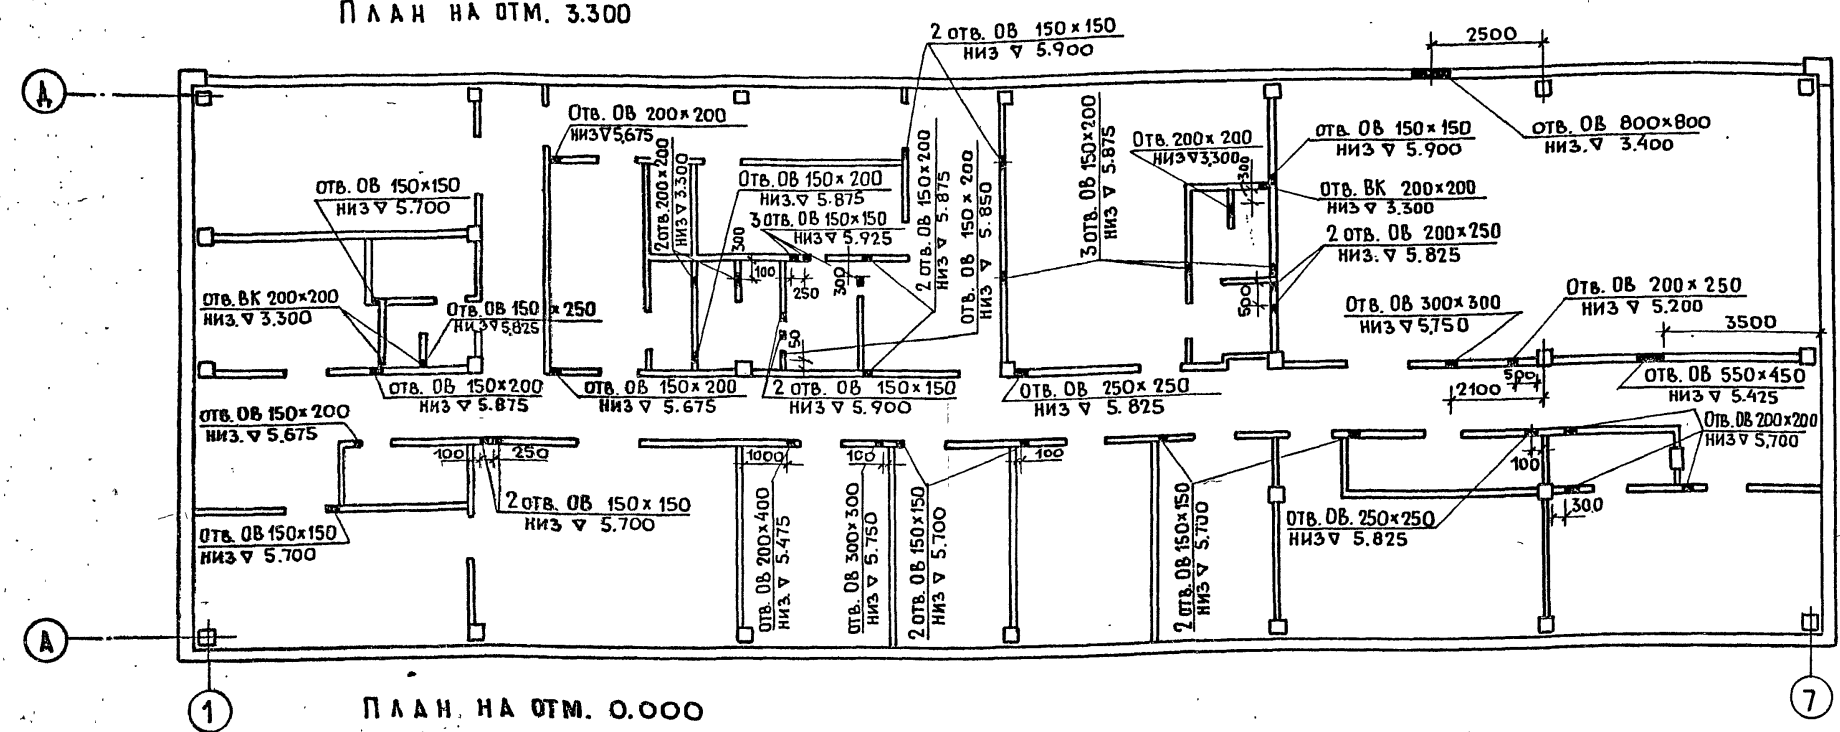 ПЛАН НА ОТМ. 3.300
2 ОТВ. ОВ 150×150
НИЗ ▽ 5.900
2500
Д
ОТВ. ОВ 200×200
НИЗ ▽ 5,675
2 ОТВ. 200×200
НИЗ ▽ 3.300
ОТВ. ОВ 150×200
НИЗ. ▽ 5.875
3 ОТВ. ОВ 150×150
НИЗ ▽ 5.925
2 ОТВ. ОВ 150×200
НИЗ ▽ 5.875
ОТВ. ОВ 150×200
НИЗ ▽ 5.850
3 ОТВ. ОВ 150×200
НИЗ ▽ 5.875
ОТВ. 200×200
НИЗ ▽ 3,300
300
ОТВ. ОВ 150×150
НИЗ ▽ 5.900
ОТВ. ОВ 800×800
НИЗ. ▽ 3.400
ОТВ. ВК 200×200
НИЗ ▽ 3.300
2 ОТВ. ОВ 200×250
НИЗ. ▽ 5.825
ОТВ. ОВ 150×150
НИЗ ▽ 5.700
300
100
250
300
50
500
ОТВ. ВК 200×200
НИЗ. ▽ 3.300
ОТВ. ОВ 150×250
НИЗ ▽ 5,825
ОТВ. ОВ 300×300
НИЗ ▽ 5,750
ОТВ. ОВ 200×250
НИЗ ▽ 5.200
3500
ОТВ. ОВ 150×200
НИЗ ▽ 5.875
ОТВ. ОВ 150×200
НИЗ ▽ 5.675
2 ОТВ. ОВ 150×150
НИЗ ▽ 5.900
ОТВ. ОВ 250×250
НИЗ ▽ 5.825
500
2100
ОТВ. ОВ 550×450
НИЗ ▽ 5.425
ОТВ. ОВ 150×200
НИЗ. ▽ 5.675
ОТВ. ОВ 200×200
НИЗ ▽ 5,700
100
250
1000
100
100
100
300
2 ОТВ. ОВ 150×150
НИЗ ▽ 5.700
ОТВ. ОВ 150×150
НИЗ ▽ 5.700
ОТВ. ОВ 200×400
НИЗ. ▽ 5.475
ОТВ. ОВ 300×300
НИЗ ▽ 5.750
2 ОТВ. ОВ 150×150
НИЗ ▽ 5.700
2 ОТВ. ОВ 150×150
НИЗ ▽ 5.700
ОТВ. ОВ. 250×250
НИЗ ▽ 5.825
А
1
7
ПЛАН НА ОТМ. 0.000